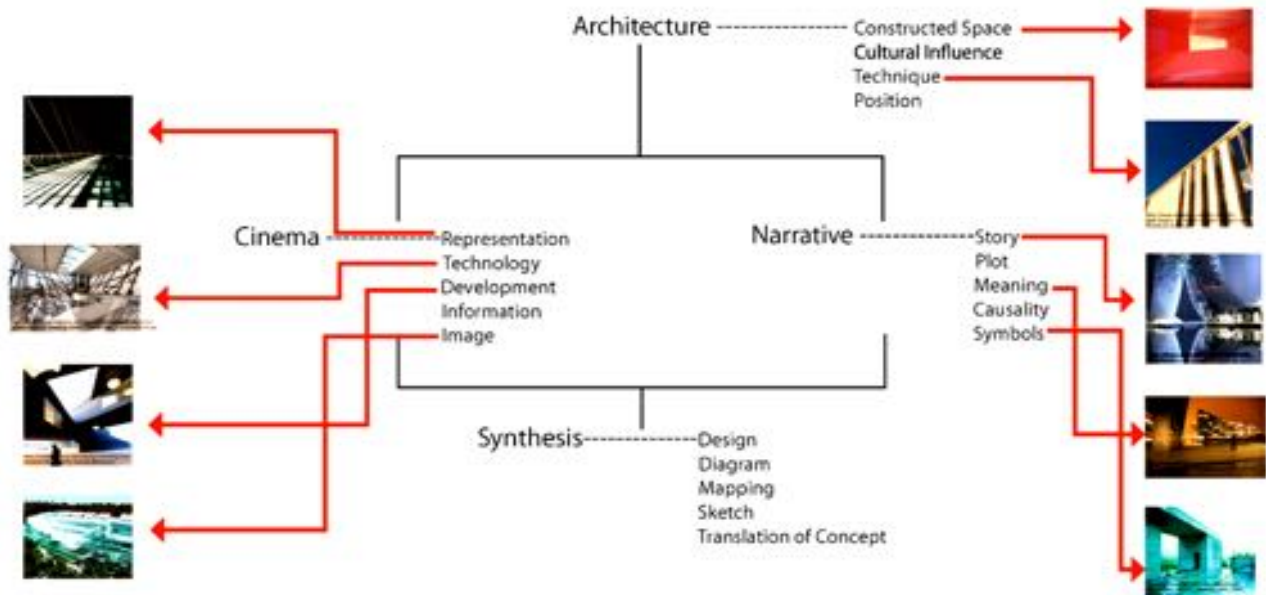 Architecture
Constructed Space
Cultural Influence
Technique
Position
Cinema
Representation
Technology
Development
Information
Image
Narrative
Story
Plot
Meaning
Causality
Symbols
Synthesis
Design
Diagram
Mapping
Sketch
Translation of Concept